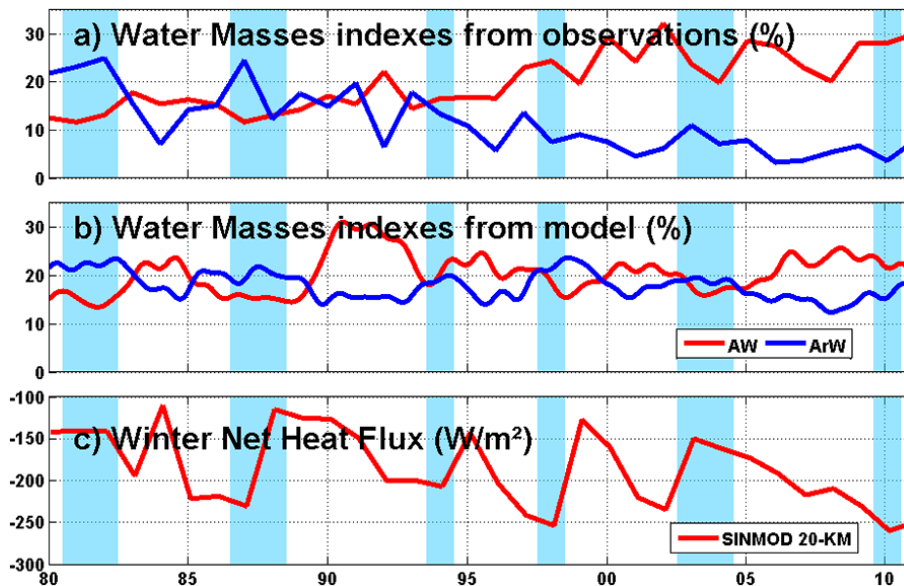 30
a) Water Masses indexes from observations (%)
20
10
0
30
b) Water Masses indexes from model (%)
20
10
AW ArW
0
-100
c) Winter Net Heat Flux (W/m²)
-150
-200
-250
SINMOD 20-KM
-300
80 85 90 95 00 05 10